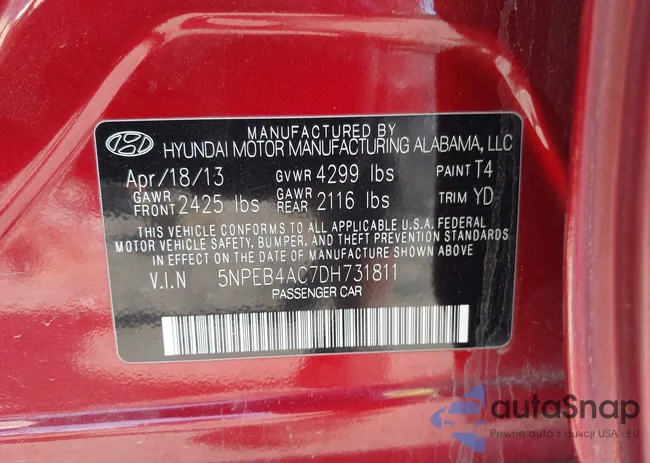 MANUFACTURED BY
HYUNDAI MOTOR MANUFACTURING ALABAMA, LLC
Apr/18/13 GVWR 4299 lbs PAINT T4
GAWR FRONT 2425 lbs GAWR REAR 2116 lbs TRIM YD
THIS VEHICLE CONFORMS TO ALL APPLICABLE U.S.A. FEDERAL
MOTOR VEHICLE SAFETY, BUMPER, AND THEFT PREVENTION STANDARDS
IN EFFECT ON THE DATE OF MANUFACTURE SHOWN ABOVE
V.I.N 5NPEB4AC7DH731811
PASSENGER CAR
autaSnap
Pewne auto z aukcji USA i EU